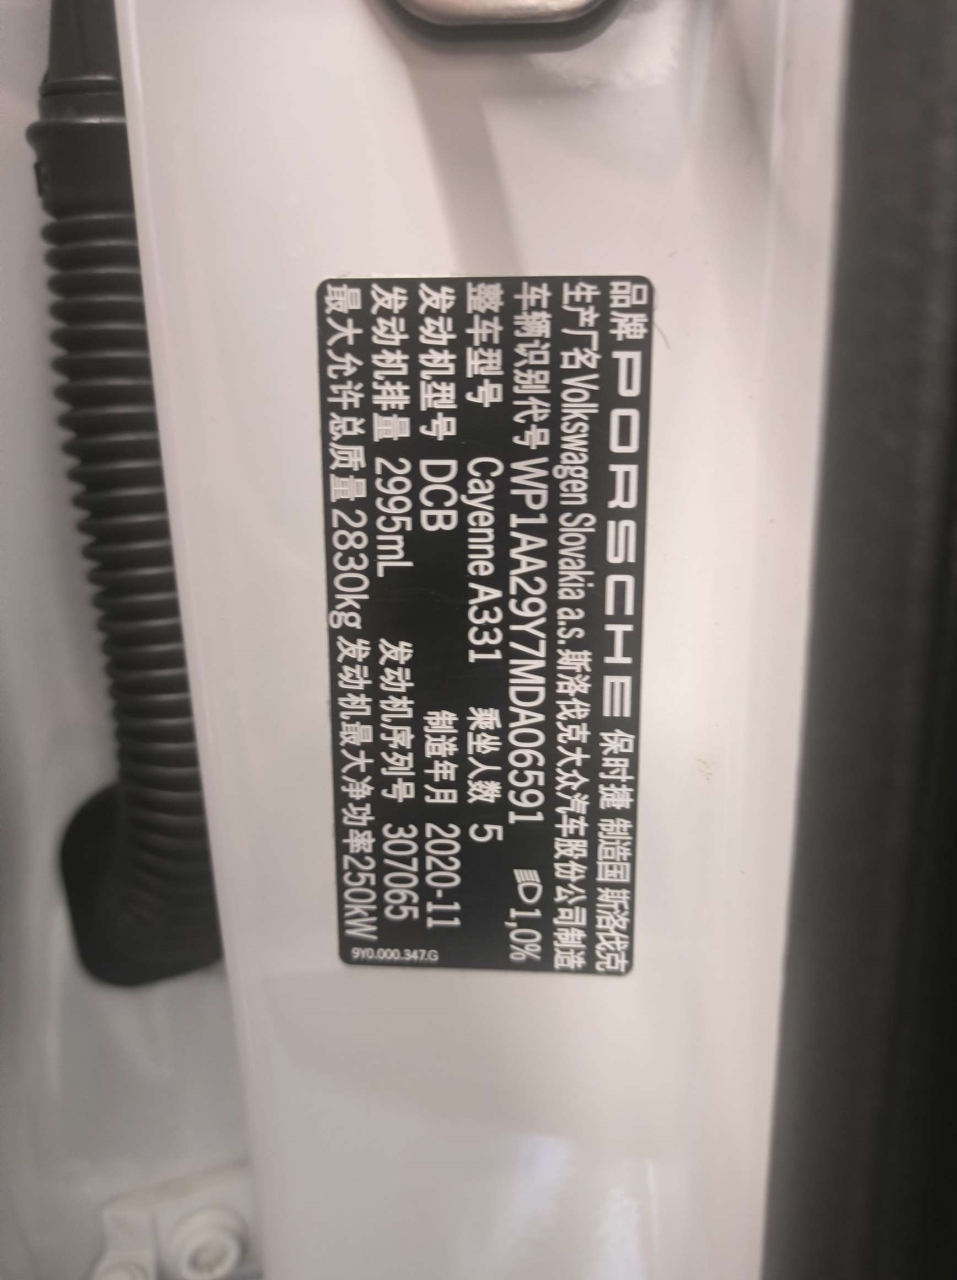 品牌 PORSCHE 保时捷 制造国 斯洛伐克
生产厂名 Volkswagen Slovakia a.s. 斯洛伐克大众汽车股份公司制造
车辆识别代号 WP1AA29Y7MDA06591 1,0%
整车型号 Cayenne A331 乘坐人数 5
发动机型号 DCB 制造年月 2020-11
发动机排量 2995mL 发动机序列号 307065
最大允许总质量 2830kg 发动机最大净功率250kW
9Y0.000.347.G